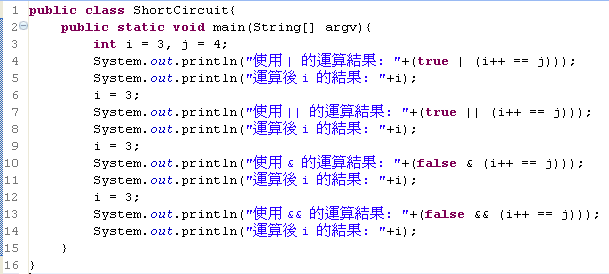 1 public class ShortCircuit{
2 public static void main(String[] argv){
3 int i = 3, j = 4;
4 System.out.println("使用 | 的運算結果: "+(true | (i++ == j)));
5 System.out.println("運算後 i 的結果: "+i);
6 i = 3;
7 System.out.println("使用 || 的運算結果: "+(true || (i++ == j)));
8 System.out.println("運算後 i 的結果: "+i);
9 i = 3;
10 System.out.println("使用 & 的運算結果: "+(false & (i++ == j)));
11 System.out.println("運算後 i 的結果: "+i);
12 i = 3;
13 System.out.println("使用 && 的運算結果: "+(false && (i++ == j)));
14 System.out.println("運算後 i 的結果: "+i);
15 }
16 }